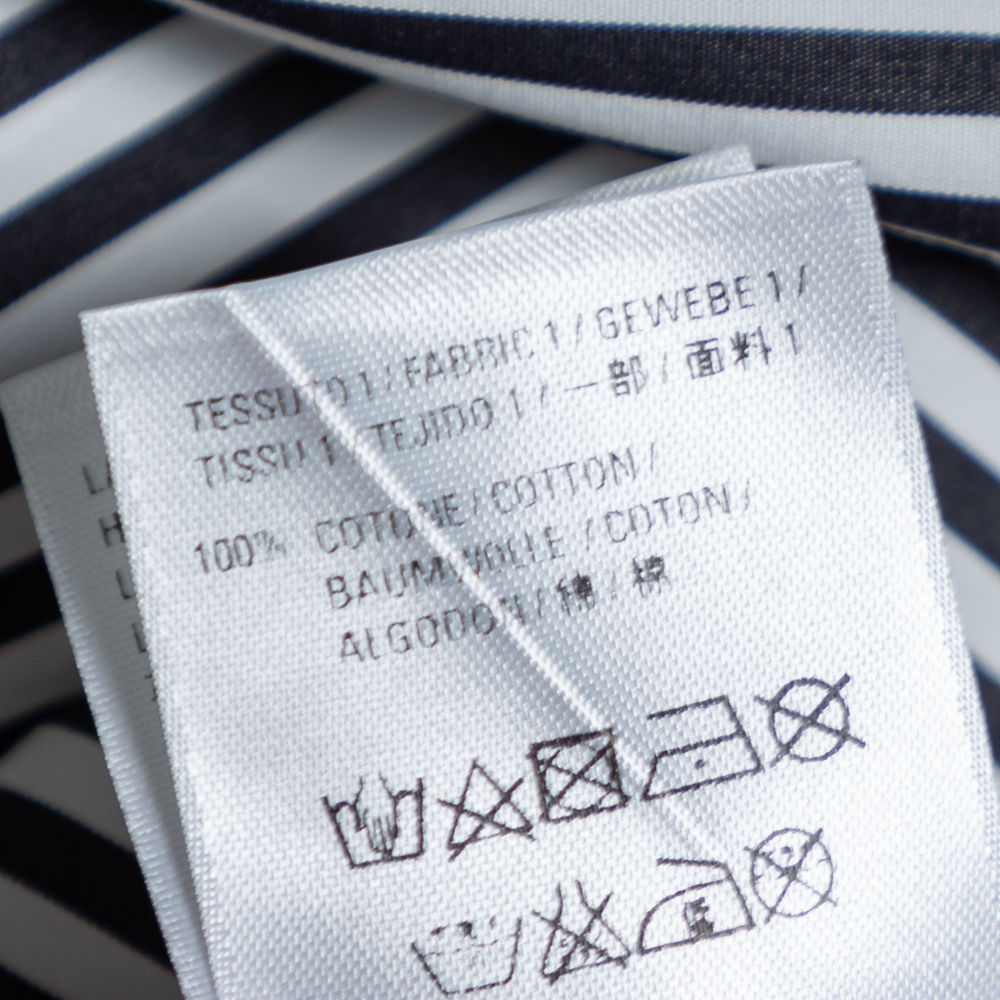 TESSUTO 1 / FABRIC 1 / GEWEBE 1 /
TISSU 1 / TEJIDO 1 / 一部 / 面料 1
100% COTONE / COTTON /
BAUMWOLLE / COTON /
ALGODON / 棉 / 棉